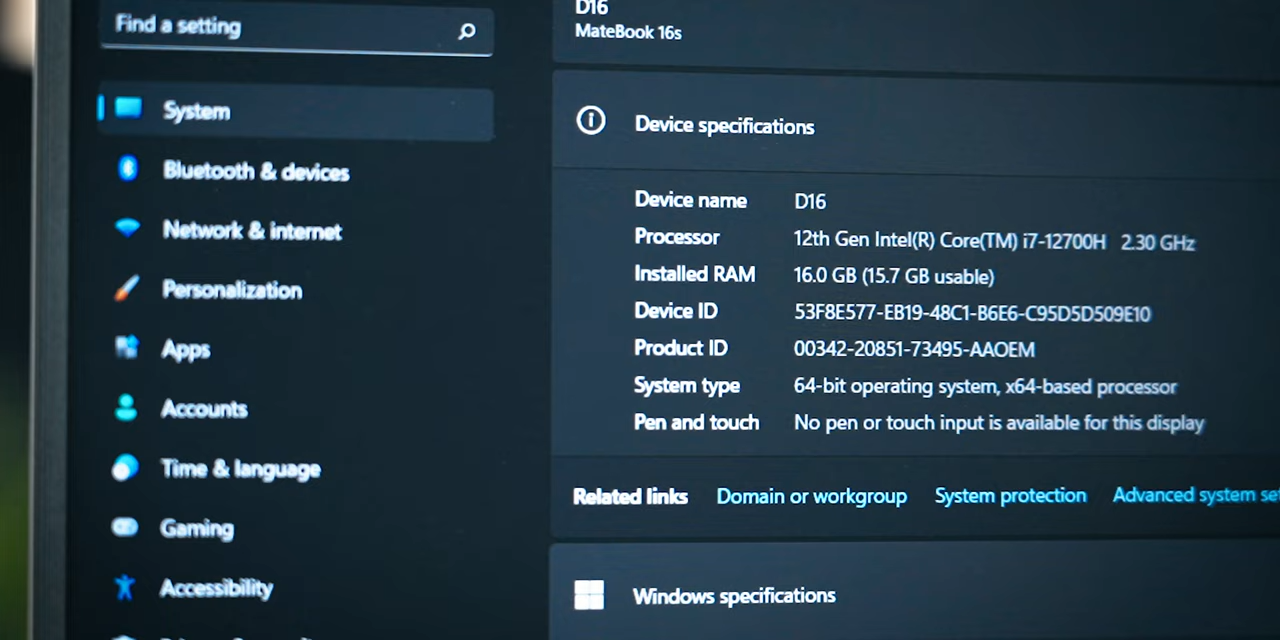 Find a setting
System
Bluetooth & devices
Network & internet
Personalization
Apps
Accounts
Time & language
Gaming
Accessibility
D16
MateBook 16s
Device specifications
Device name D16
Processor 12th Gen Intel(R) Core(TM) i7-12700H 2.30 GHz
Installed RAM 16.0 GB (15.7 GB usable)
Device ID 53F8E577-EB19-48C1-B6E6-C95D5D509E10
Product ID 00342-20851-73495-AAOEM
System type 64-bit operating system, x64-based processor
Pen and touch No pen or touch input is available for this display
Related links Domain or workgroup System protection Advanced system
Windows specifications